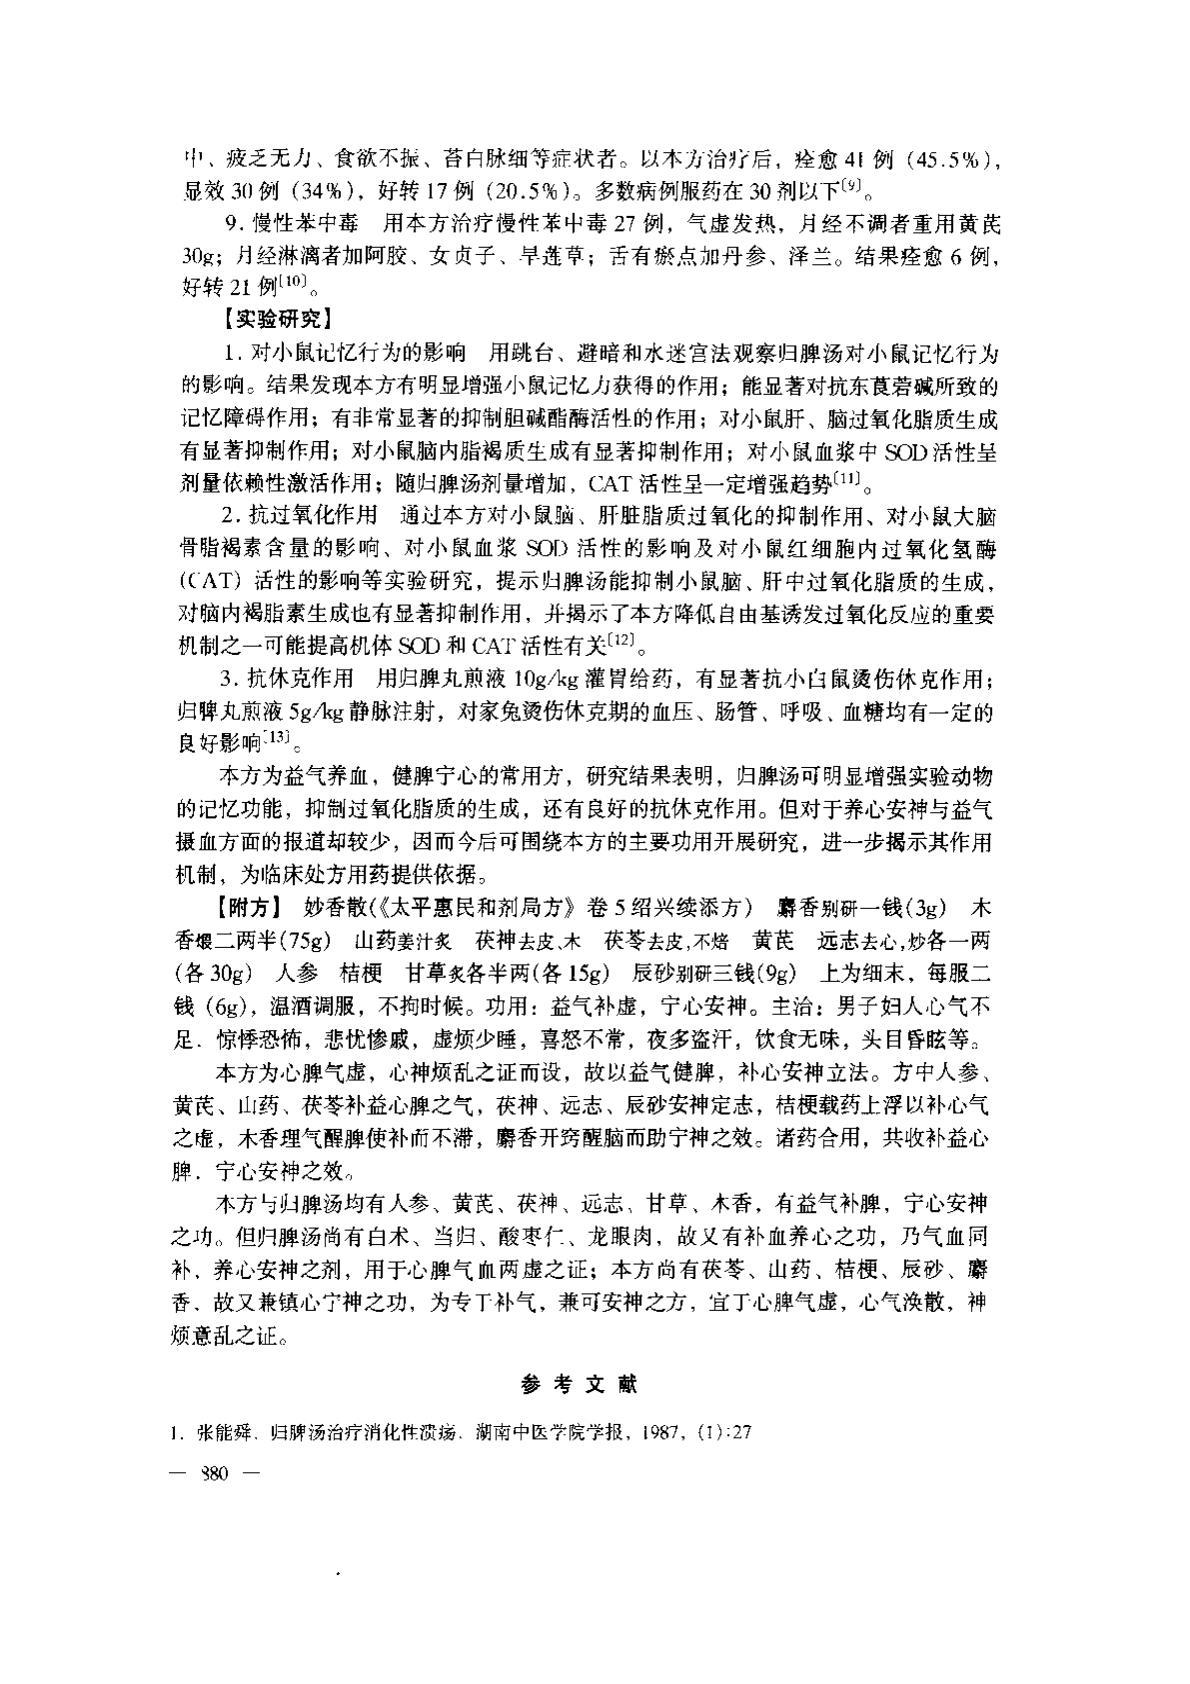 中、疲乏无力、食欲不振、苔白脉细等症状者。以本方治疗后，痊愈 41 例（45.5%），
显效 30 例（34%），好转 17 例（20.5%）。多数病例服药在 30 剂以下〔9〕。
9. 慢性苯中毒　用本方治疗慢性苯中毒 27 例，气虚发热，月经不调者重用黄芪
30g；月经淋漓者加阿胶、女贞子、旱莲草；舌有瘀点加丹参、泽兰。结果痊愈 6 例，
好转 21 例〔10〕。
【实验研究】
1. 对小鼠记忆行为的影响　用跳台、避暗和水迷宫法观察归脾汤对小鼠记忆行为
的影响。结果发现本方有明显增强小鼠记忆力获得的作用；能显著对抗东莨菪碱所致的
记忆障碍作用；有非常显著的抑制胆碱酯酶活性的作用；对小鼠肝、脑过氧化脂质生成
有显著抑制作用；对小鼠脑内脂褐质生成有显著抑制作用；对小鼠血浆中 SOD 活性呈
剂量依赖性激活作用；随归脾汤剂量增加，CAT 活性呈一定增强趋势〔11〕。
2. 抗过氧化作用　通过本方对小鼠脑、肝脏脂质过氧化的抑制作用、对小鼠大脑
骨脂褐素含量的影响、对小鼠血浆 SOD 活性的影响及对小鼠红细胞内过氧化氢酶
(CAT）活性的影响等实验研究，提示归脾汤能抑制小鼠脑、肝中过氧化脂质的生成，
对脑内褐脂素生成也有显著抑制作用，并揭示了本方降低自由基诱发过氧化反应的重要
机制之一可能提高机体 SOD 和 CAT 活性有关〔12〕。
3. 抗休克作用　用归脾丸煎液 10g/kg 灌胃给药，有显著抗小白鼠烫伤休克作用；
归脾丸煎液 5g/kg 静脉注射，对家兔烫伤休克期的血压、肠管、呼吸、血糖均有一定的
良好影响〔13〕。
本方为益气养血，健脾宁心的常用方，研究结果表明，归脾汤可明显增强实验动物
的记忆功能，抑制过氧化脂质的生成，还有良好的抗休克作用。但对于养心安神与益气
摄血方面的报道却较少，因而今后可围绕本方的主要功用开展研究，进一步揭示其作用
机制，为临床处方用药提供依据。
【附方】　妙香散(《太平惠民和剂局方》卷 5 绍兴续添方）　麝香别研一钱(3g)　木
香煨二两半(75g)　山药姜汁炙　茯神去皮、木　茯苓去皮,不焙　黄芪　远志去心,炒各一两
(各 30g)　人参　桔梗　甘草炙各半两(各 15g)　辰砂别研三钱(9g)　上为细末，每服二
钱（6g)，温酒调服，不拘时候。功用：益气补虚，宁心安神。主治：男子妇人心气不
足．惊悸恐怖，悲忧惨戚，虚烦少睡，喜怒不常，夜多盗汗，饮食无味，头目昏眩等。
本方为心脾气虚，心神烦乱之证而设，故以益气健脾，补心安神立法。方中人参、
黄芪、山药、茯苓补益心脾之气，茯神、远志、辰砂安神定志，桔梗载药上浮以补心气
之虚，木香理气醒脾使补而不滞，麝香开窍醒脑而助宁神之效。诸药合用，共收补益心
脾．宁心安神之效。
本方与归脾汤均有人参、黄芪、茯神、远志、甘草、木香，有益气补脾，宁心安神
之功。但归脾汤尚有白术、当归、酸枣仁、龙眼肉，故又有补血养心之功，乃气血同
补，养心安神之剂，用于心脾气血两虚之证；本方尚有茯苓、山药、桔梗、辰砂、麝
香，故又兼镇心宁神之功，为专于补气，兼可安神之方，宜于心脾气虚，心气涣散，神
烦意乱之证。
参 考 文 献
1. 张能舜．归脾汤治疗消化性溃疡．湖南中医学院学报，1987，(1):27
— 880 —